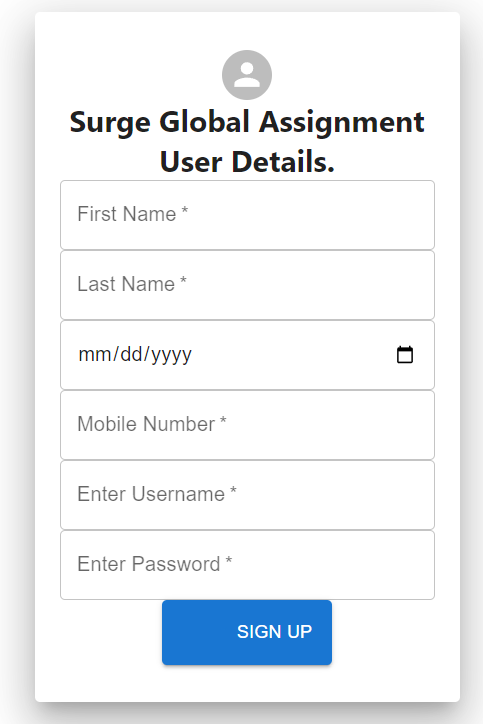 Surge Global Assignment
User Details.
First Name *
Last Name *
mm/dd/yyyy
Mobile Number *
Enter Username *
Enter Password *
SIGN UP